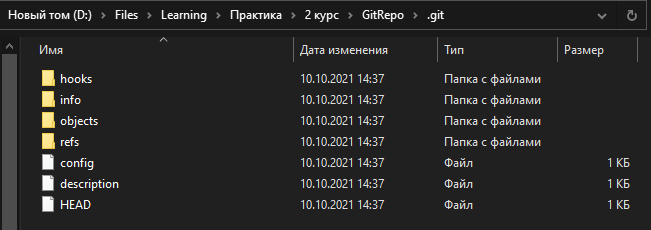 Новый том (D:) > Files > Learning > Практика > 2 курс > GitRepo > .git
Имя Дата изменения Тип Размер
hooks 10.10.2021 14:37 Папка с файлами
info 10.10.2021 14:37 Папка с файлами
objects 10.10.2021 14:37 Папка с файлами
refs 10.10.2021 14:37 Папка с файлами
config 10.10.2021 14:37 Файл 1 КБ
description 10.10.2021 14:37 Файл 1 КБ
HEAD 10.10.2021 14:37 Файл 1 КБ